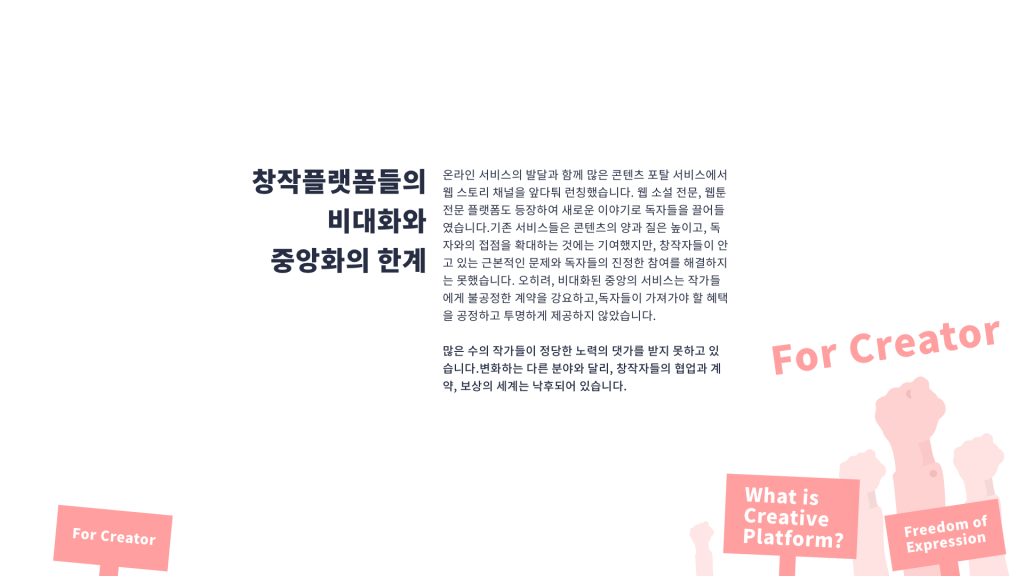 창작플랫폼들의
비대화와
중앙화의 한계
온라인 서비스의 발달과 함께 많은 콘텐츠 포탈 서비스에서
웹 스토리 채널을 앞다퉈 런칭했습니다. 웹 소설 전문, 웹툰
전문 플랫폼도 등장하여 새로운 이야기로 독자들을 끌어들
였습니다.기존 서비스들은 콘텐츠의 양과 질은 높이고, 독
자와의 접점을 확대하는 것에는 기여했지만, 창작자들이 안
고 있는 근본적인 문제와 독자들의 진정한 참여를 해결하지
는 못했습니다. 오히려, 비대화된 중앙의 서비스는 작가들
에게 불공정한 계약을 강요하고,독자들이 가져가야 할 혜택
을 공정하고 투명하게 제공하지 않았습니다.
많은 수의 작가들이 정당한 노력의 댓가를 받지 못하고 있
습니다.변화하는 다른 분야와 달리, 창작자들의 협업과 계
약, 보상의 세계는 낙후되어 있습니다.
For Creator
What is
Creative
Platform?
Freedom of
Expression
For Creator